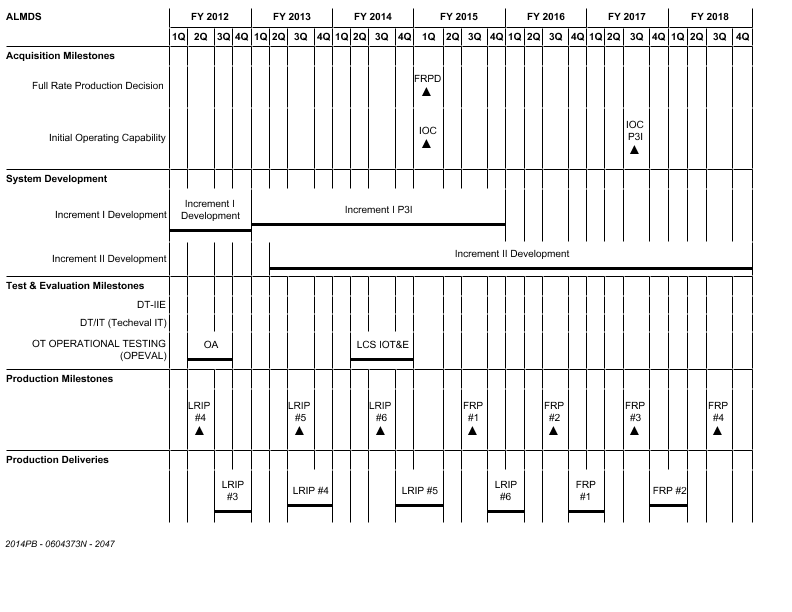 ALMDS FY 2012 FY 2013 FY 2014 FY 2015 FY 2016 FY 2017 FY 2018
1Q 2Q 3Q 4Q 1Q 2Q 3Q 4Q 1Q 2Q 3Q 4Q 1Q 2Q 3Q 4Q 1Q 2Q 3Q 4Q 1Q 2Q 3Q 4Q 1Q 2Q 3Q 4Q
Acquisition Milestones
Full Rate Production Decision FRPD
Initial Operating Capability IOC IOC
P3I
System Development
Increment I Development Increment I
Development Increment I P3I
Increment II Development Increment II Development
Test & Evaluation Milestones
DT-IIE
DT/IT (Techeval IT)
OT OPERATIONAL TESTING OA LCS IOT&E
(OPEVAL)
Production Milestones
LRIP LRIP LRIP FRP FRP FRP FRP
#4 #5 #6 #1 #2 #3 #4
Production Deliveries
LRIP
#3 LRIP #4 LRIP #5 LRIP
#6 FRP
#1 FRP #2
2014PB - 0604373N - 2047